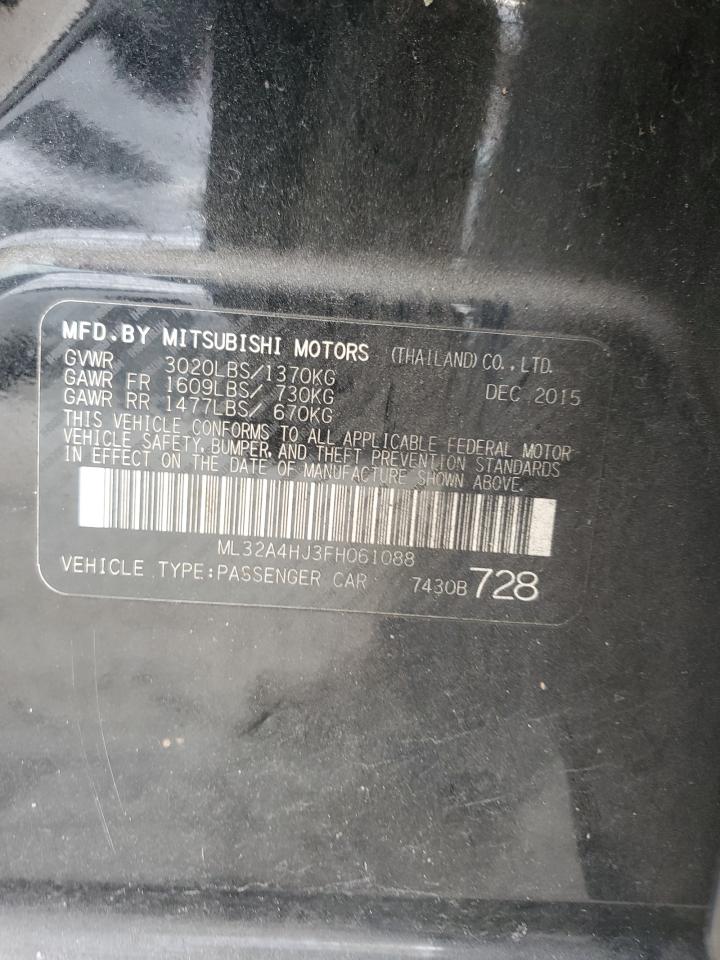 MFD.BY MITSUBISHI MOTORS (THAILAND) CO., LTD.
GVWR 3020LBS/1370KG DEC 2015
GAWR FR 1609LBS/ 730KG
GAWR RR 1477LBS/ 670KG
THIS VEHICLE CONFORMS TO ALL APPLICABLE FEDERAL MOTOR
VEHICLE SAFETY, BUMPER, AND THEFT PREVENTION STANDARDS
IN EFFECT ON THE DATE OF MANUFACTURE SHOWN ABOVE.
ML32A4HJ3FH061088
VEHICLE TYPE:PASSENGER CAR 7430B 728